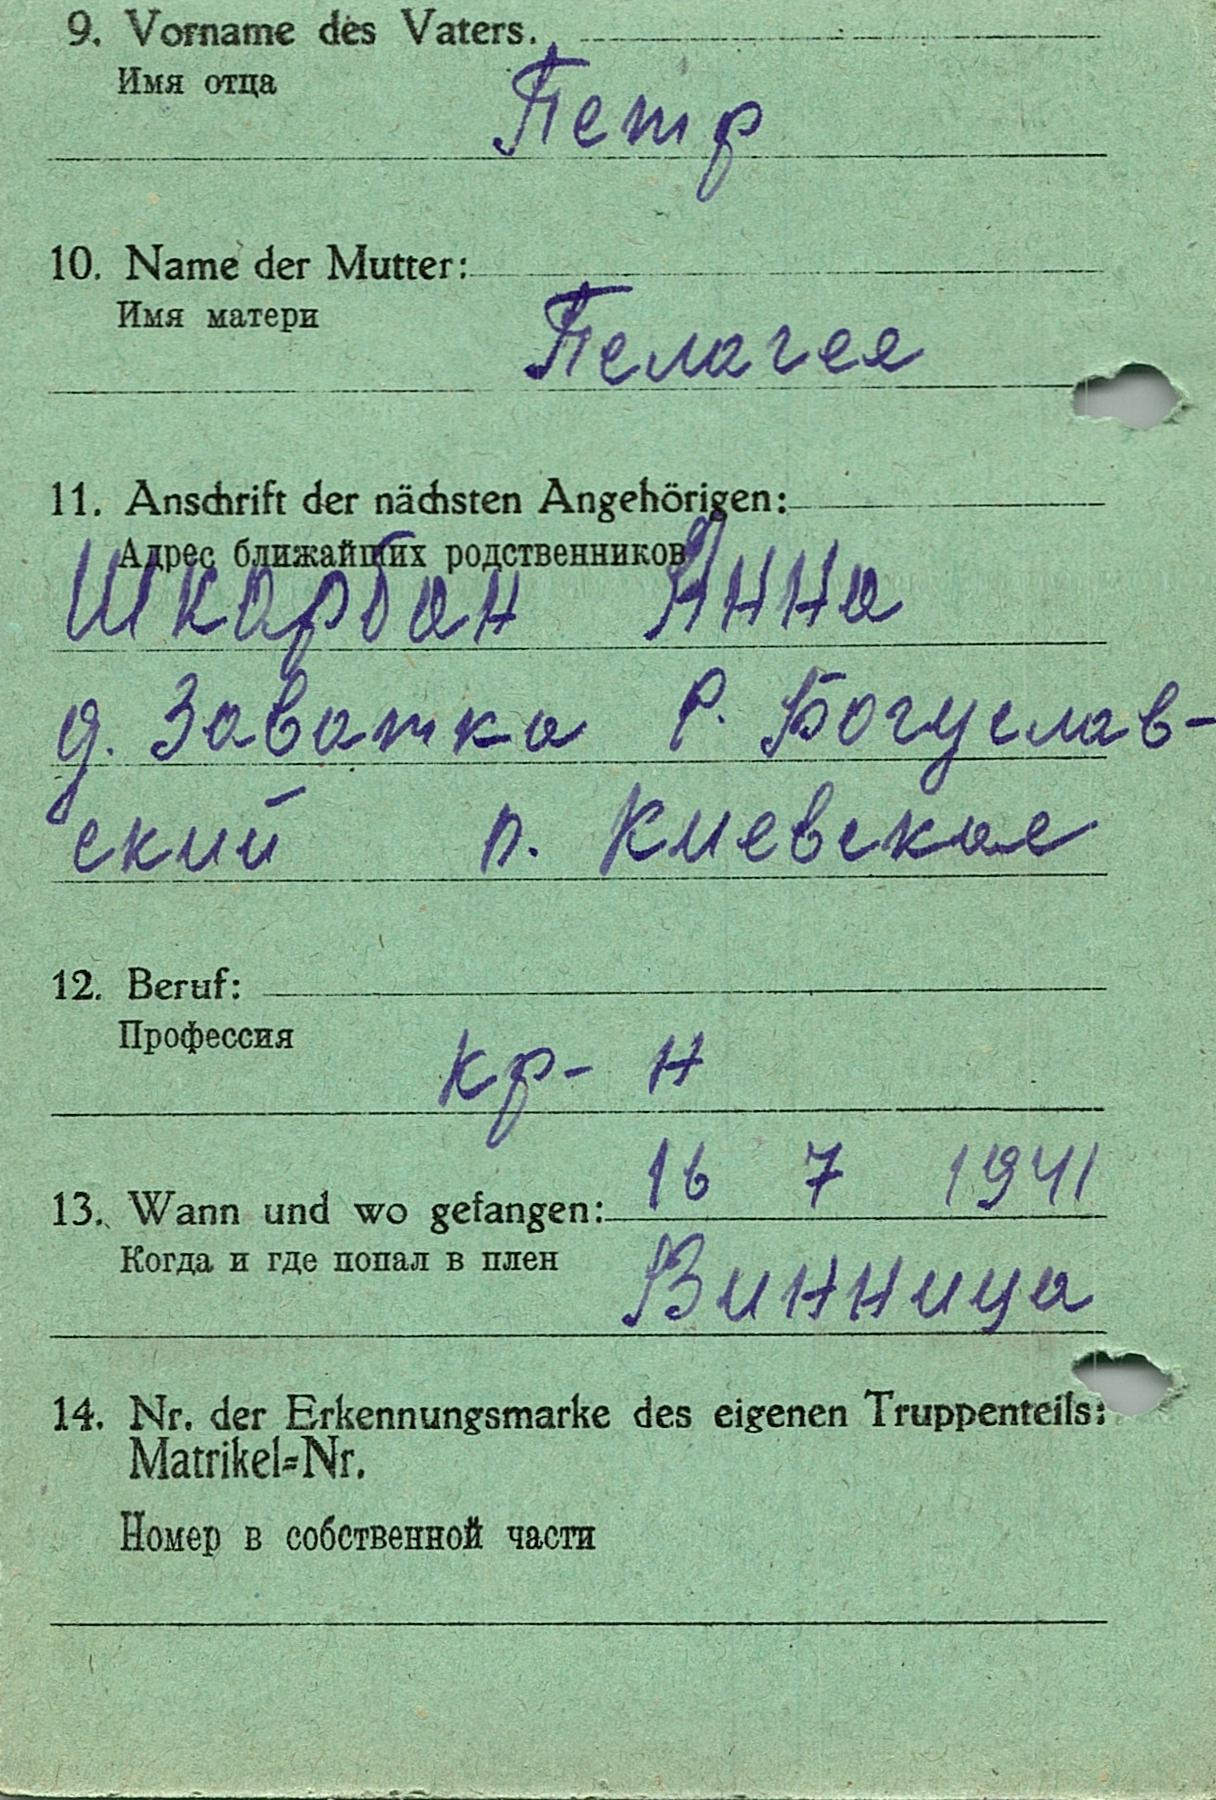 9. Vorname des Vaters.
Имя отца
Петр
10. Name der Mutter:
Имя матери
Пелагея
11. Anschrift der nächsten Angehörigen:
Адрес ближайших родственников
Шкарбан Анна
д. Заватка Р. Богуслав-
ский п. Киевская
12. Beruf:
Профессия
кр-н
16 7 1941
13. Wann und wo gefangen:
Когда и где попал в плен
Винница
14. Nr. der Erkennungsmarke des eigenen Truppenteils:
Matrikel=Nr.
Номер в собственной части